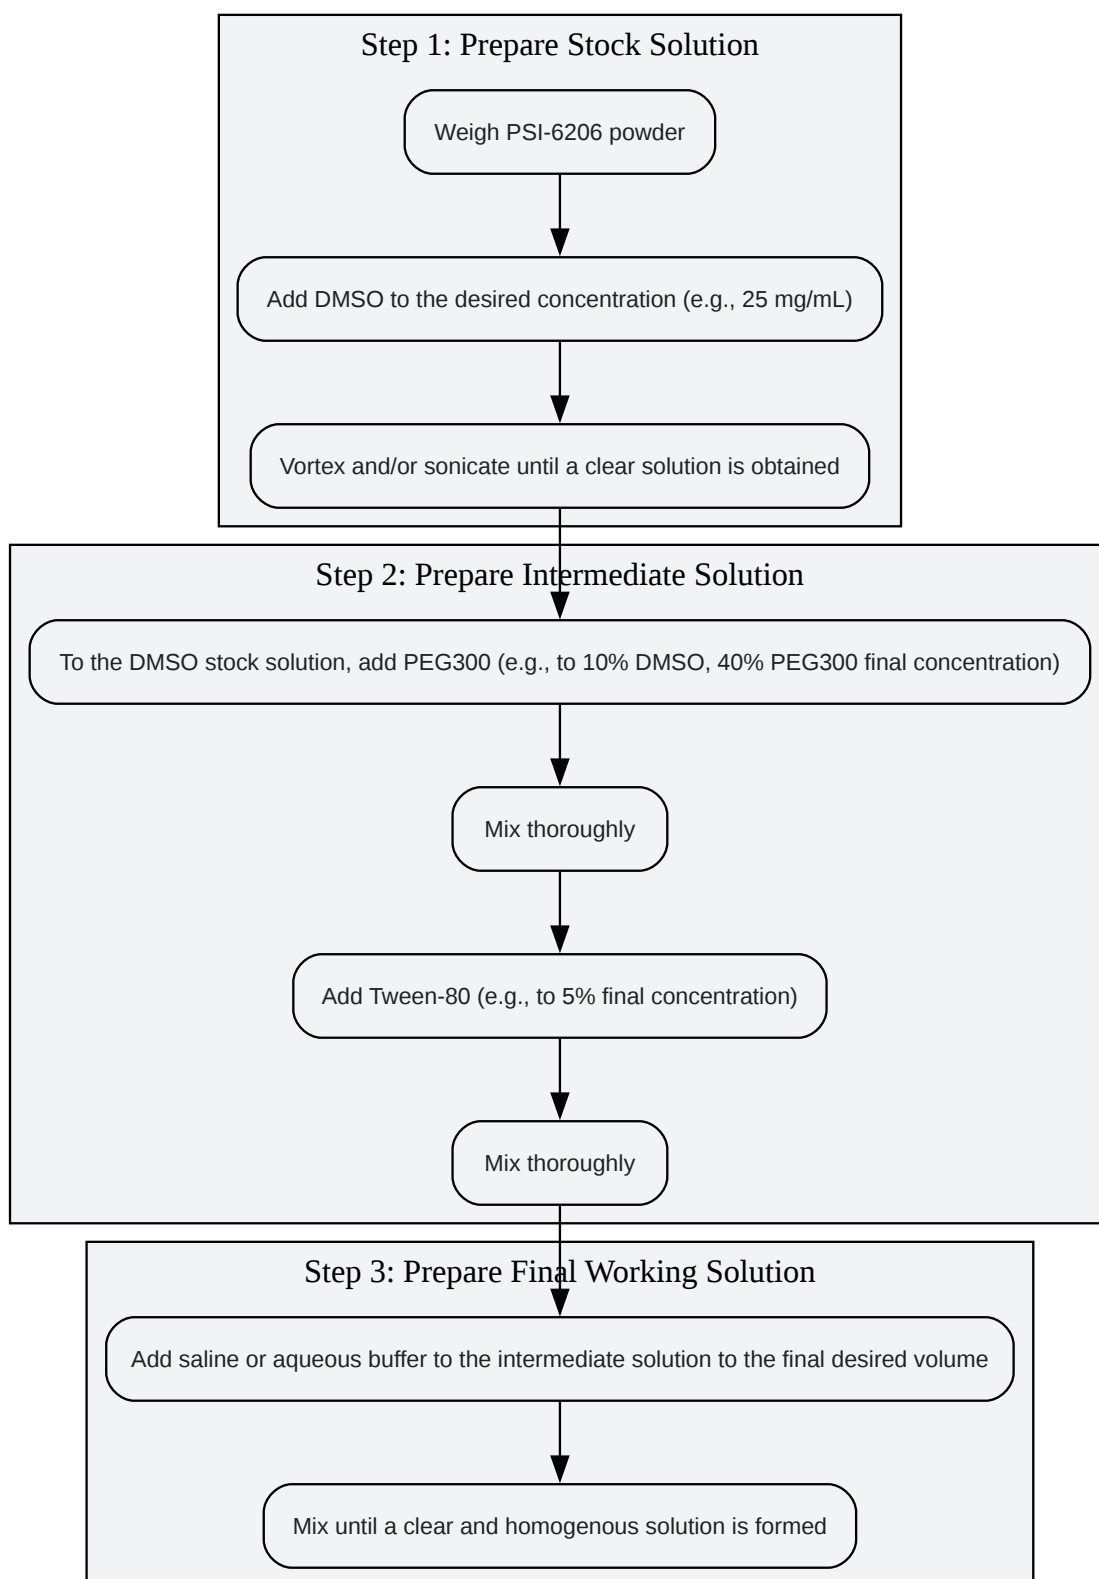 Step 1: Prepare Stock Solution
Weigh PSI-6206 powder
Add DMSO to the desired concentration (e.g., 25 mg/mL)
Vortex and/or sonicate until a clear solution is obtained
Step 2: Prepare Intermediate Solution
To the DMSO stock solution, add PEG300 (e.g., to 10% DMSO, 40% PEG300 final concentration)
Mix thoroughly
Add Tween-80 (e.g., to 5% final concentration)
Mix thoroughly
Step 3: Prepare Final Working Solution
Add saline or aqueous buffer to the intermediate solution to the final desired volume
Mix until a clear and homogenous solution is formed